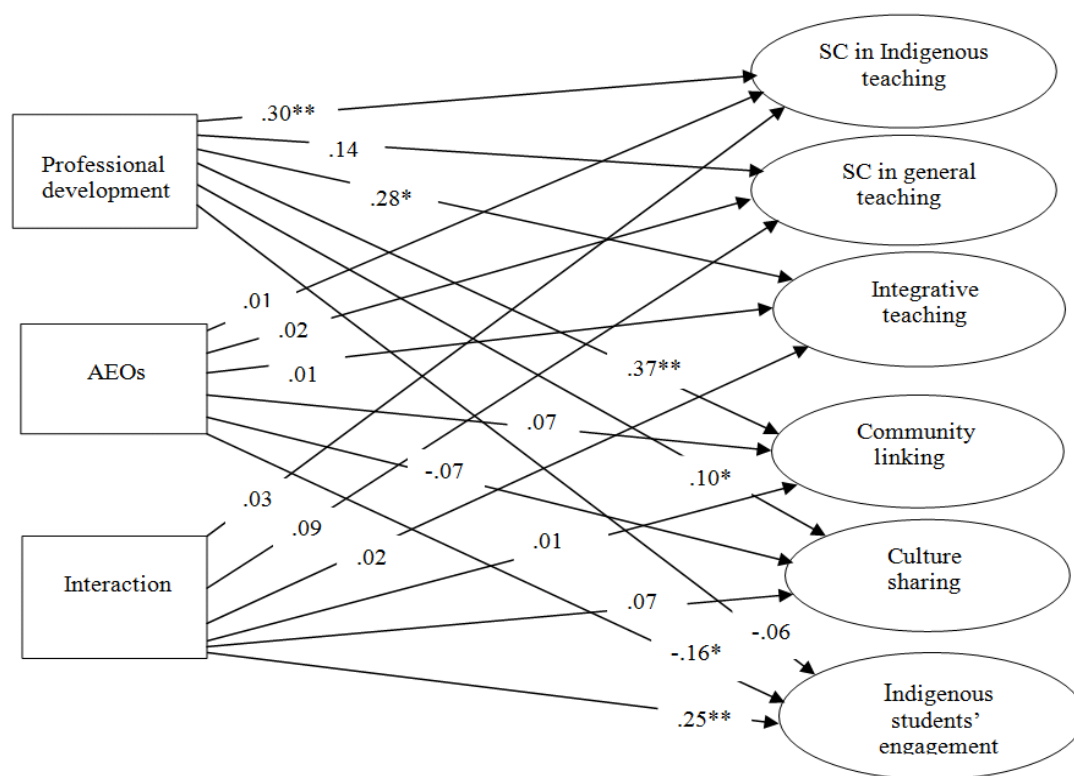 SC in Indigenous
teaching
.30**
Professional
development
.14
SC in general
teaching
.28*
Integrative
teaching
.01
.02
AEOs
.01
.37**
.07
Community
linking
-.07
.10*
.03
.09
.02
.01
Interaction
Culture
sharing
.07
-.06
-.16*
.25**
Indigenous
students’
engagement